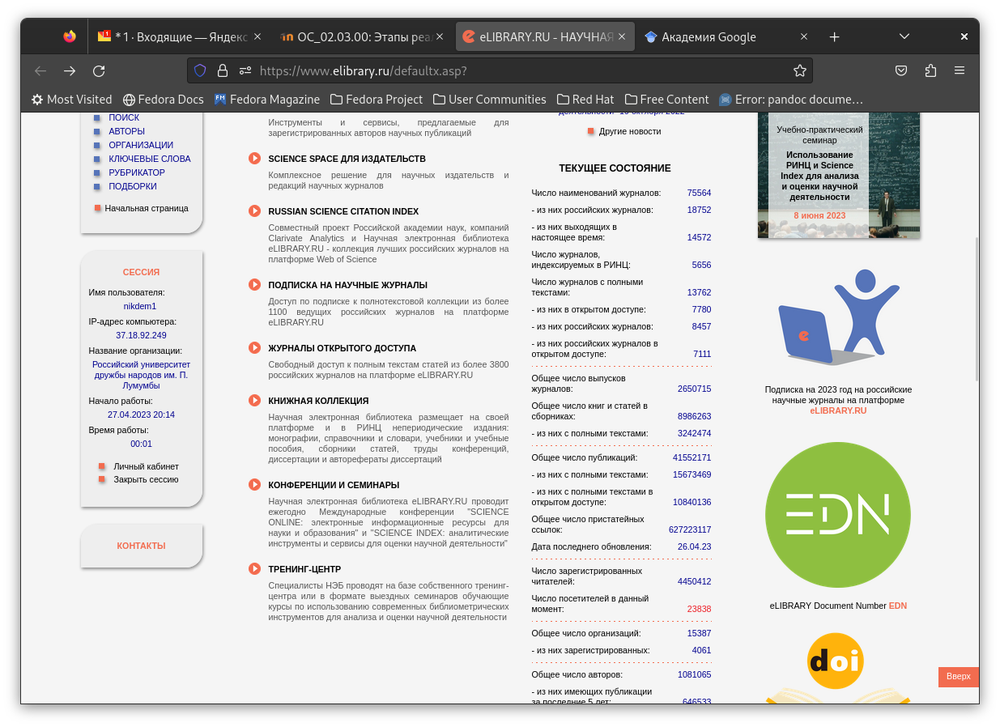 * 1 · Входящие — Яндекс
ОС_02.03.00: Этапы реа
eLIBRARY.RU - НАУЧНАЯ
Академия Google
https://www.elibrary.ru/defaultx.asp?
Most Visited
Fedora Docs
Fedora Magazine
Fedora Project
User Communities
Red Hat
Free Content
Error: pandoc docume…
ПОИСК
АВТОРЫ
ОРГАНИЗАЦИИ
КЛЮЧЕВЫЕ СЛОВА
РУБРИКАТОР
ПОДБОРКИ
Начальная страница
СЕССИЯ
Имя пользователя:
nikdem1
IP-адрес компьютера:
37.18.92.249
Название организации:
Российский университет
дружбы народов им. П.
Лумумбы
Начало работы:
27.04.2023 20:14
Время работы:
00:01
Личный кабинет
Закрыть сессию
КОНТАКТЫ
Инструменты и сервисы, предлагаемые для
зарегистрированных авторов научных публикаций
SCIENCE SPACE ДЛЯ ИЗДАТЕЛЬСТВ
Комплексное решение для научных издательств и
редакций научных журналов
RUSSIAN SCIENCE CITATION INDEX
Совместный проект Российской академии наук, компаний
Clarivate Analytics и Научная электронная библиотека
eLIBRARY.RU - коллекция лучших российских журналов на
платформе Web of Science
ПОДПИСКА НА НАУЧНЫЕ ЖУРНАЛЫ
Доступ по подписке к полнотекстовой коллекции из более
1100 ведущих российских журналов на платформе
eLIBRARY.RU
ЖУРНАЛЫ ОТКРЫТОГО ДОСТУПА
Свободный доступ к полным текстам статей из более 3800
российских журналов на платформе eLIBRARY.RU
КНИЖНАЯ КОЛЛЕКЦИЯ
Научная электронная библиотека размещает на своей
платформе и в РИНЦ непериодические издания:
монографии, справочники и словари, учебники и учебные
пособия, сборники статей, труды конференций,
диссертации и авторефераты диссертаций
КОНФЕРЕНЦИИ И СЕМИНАРЫ
Научная электронная библиотека eLIBRARY.RU проводит
ежегодно Международные конференции "SCIENCE
ONLINE: электронные информационные ресурсы для
науки и образования" и "SCIENCE INDEX: аналитические
инструменты и сервисы для оценки научной деятельности"
ТРЕНИНГ-ЦЕНТР
Специалисты НЭБ проводят на базе собственного тренинг-
центра или в формате выездных семинаров обучающие
курсы по использованию современных библиометрических
инструментов для анализа и оценки научной деятельности
Другие новости
ТЕКУЩЕЕ СОСТОЯНИЕ
Число наименований журналов: 75564
- из них российских журналов: 18752
- из них выходящих в
настоящее время: 14572
Число журналов,
индексируемых в РИНЦ: 5656
Число журналов с полными
текстами: 13762
- из них в открытом доступе: 7780
- из них российских журналов: 8457
- из них российских журналов в
открытом доступе: 7111
Общее число выпусков
журналов: 2650715
Общее число книг и статей в
сборниках: 8986263
- из них с полными текстами: 3242474
Общее число публикаций: 41552171
- из них с полными текстами: 15673469
- из них с полными текстами в
открытом доступе: 10840136
Общее число пристатейных
ссылок: 627223117
Дата последнего обновления: 26.04.23
Число зарегистрированных
читателей: 4450412
Число посетителей в данный
момент: 23838
Общее число организаций: 15387
- из них зарегистрированных: 4061
Общее число авторов: 1081065
- из них имеющих публикации
за последние 5 лет: 646533
Учебно-практический
семинар
Использование
РИНЦ и Science
Index для анализа
и оценки научной
деятельности
8 июня 2023
e
Подписка на 2023 год на российские
научные журналы на платформе
eLIBRARY.RU
EDN
eLIBRARY Document Number EDN
doi
Вверх